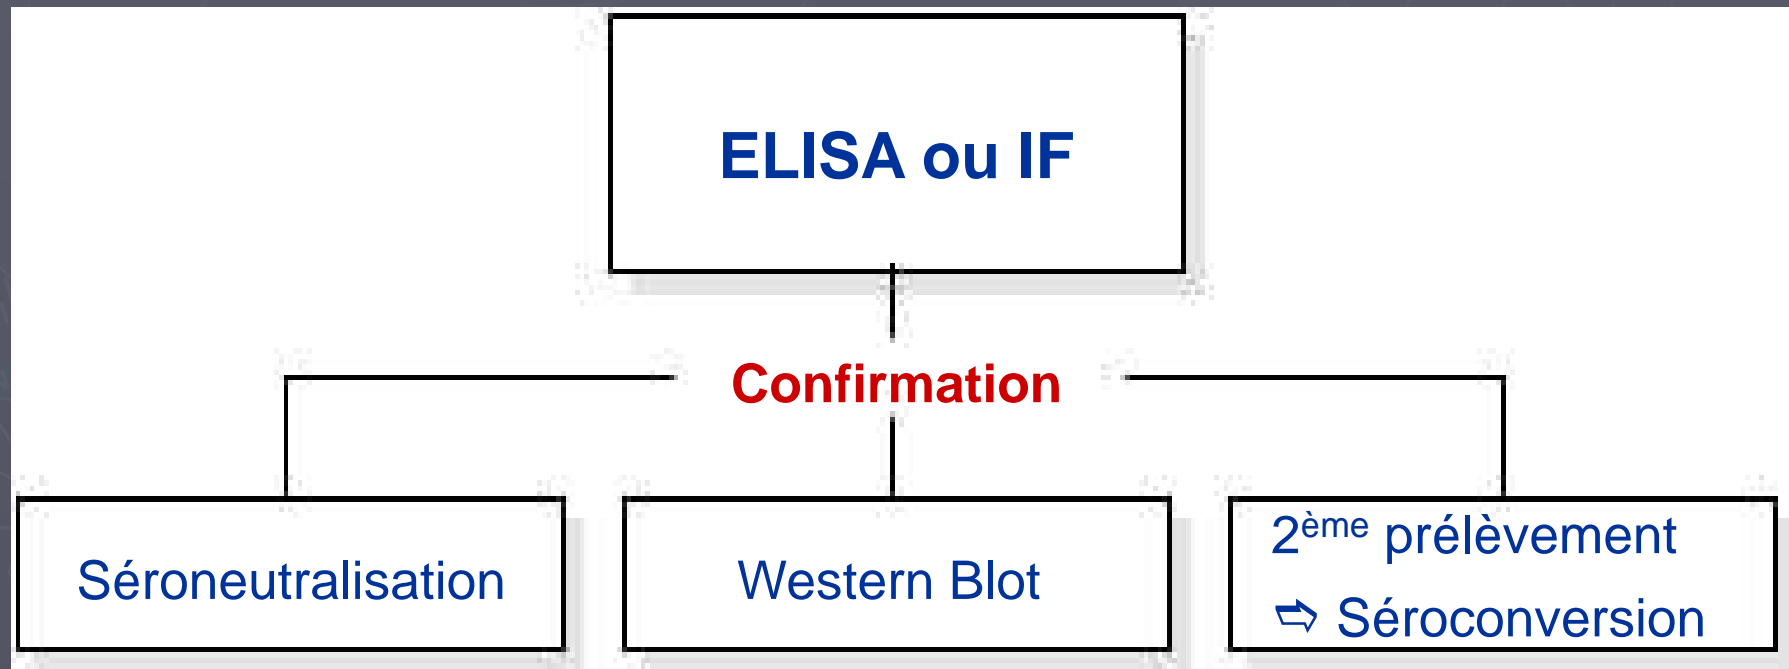 ELISA ou IF
Confirmation
Séroneutralisation
Western Blot
2ème prélèvement
➯ Séroconversion